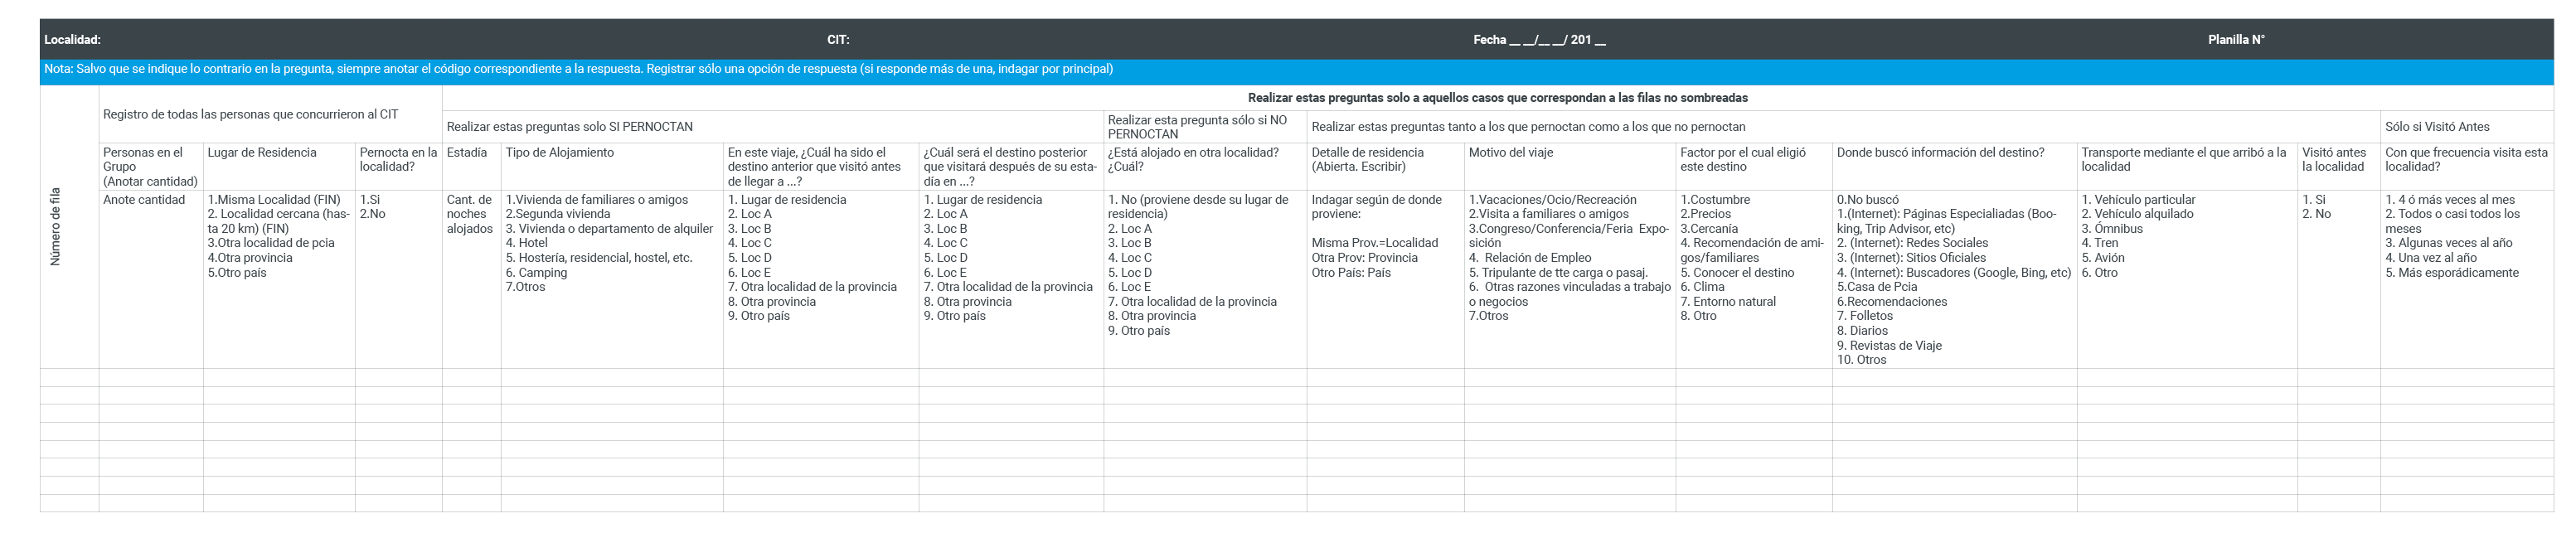 Localidad:
CIT:
Fecha __ __/__ __/ 201 __
Planilla N°
Nota: Salvo que se indique lo contrario en la pregunta, siempre anotar el código correspondiente a la respuesta. Registrar sólo una opción de respuesta (si responde más de una, indagar por principal)
Número de fila
Registro de todas las personas que concurrieron al CIT
Realizar estas preguntas solo a aquellos casos que correspondan a las filas no sombreadas
Realizar estas preguntas solo SI PERNOCTAN
Realizar esta pregunta sólo si NO
PERNOCTAN
Realizar estas preguntas tanto a los que pernoctan como a los que no pernoctan
Sólo si Visitó Antes
Personas en el
Grupo
(Anotar cantidad)
Lugar de Residencia
Pernocta en la
localidad?
Estadía
Tipo de Alojamiento
En este viaje, ¿Cuál ha sido el
destino anterior que visitó antes
de llegar a ...?
¿Cuál será el destino posterior
que visitará después de su esta-
día en ...?
¿Está alojado en otra localidad?
¿Cuál?
Detalle de residencia
(Abierta. Escribir)
Motivo del viaje
Factor por el cual eligió
este destino
Donde buscó información del destino?
Transporte mediante el que arribó a la
localidad
Visitó antes
la localidad
Con que frecuencia visita esta
localidad?
Anote cantidad
1.Misma Localidad (FIN)
2. Localidad cercana (has-
ta 20 km) (FIN)
3.Otra localidad de pcia
4.Otra provincia
5.Otro país
1.Si
2.No
Cant. de
noches
alojados
1.Vivienda de familiares o amigos
2.Segunda vivienda
3. Vivienda o departamento de alquiler
4. Hotel
5. Hostería, residencial, hostel, etc.
6. Camping
7.Otros
1. Lugar de residencia
2. Loc A
3. Loc B
4. Loc C
5. Loc D
6. Loc E
7. Otra localidad de la provincia
8. Otra provincia
9. Otro país
1. Lugar de residencia
2. Loc A
3. Loc B
4. Loc C
5. Loc D
6. Loc E
7. Otra localidad de la provincia
8. Otra provincia
9. Otro país
1. No (proviene desde su lugar de
residencia)
2. Loc A
3. Loc B
4. Loc C
5. Loc D
6. Loc E
7. Otra localidad de la provincia
8. Otra provincia
9. Otro país
Indagar según de donde
proviene:
Misma Prov.=Localidad
Otra Prov: Provincia
Otro País: País
1.Vacaciones/Ocio/Recreación
2.Visita a familiares o amigos
3.Congreso/Conferencia/Feria Expo-
sición
4. Relación de Empleo
5. Tripulante de tte carga o pasaj.
6. Otras razones vinculadas a trabajo
o negocios
7.Otros
1.Costumbre
2.Precios
3.Cercanía
4. Recomendación de ami-
gos/familiares
5. Conocer el destino
6. Clima
7. Entorno natural
8. Otro
0.No buscó
1.(Internet): Páginas Especialiadas (Boo-
king, Trip Advisor, etc)
2. (Internet): Redes Sociales
3. (Internet): Sitios Oficiales
4. (Internet): Buscadores (Google, Bing, etc)
5.Casa de Pcia
6.Recomendaciones
7. Folletos
8. Diarios
9. Revistas de Viaje
10. Otros
1. Vehículo particular
2. Vehículo alquilado
3. Ómnibus
4. Tren
5. Avión
6. Otro
1. Si
2. No
1. 4 ó más veces al mes
2. Todos o casi todos los
meses
3. Algunas veces al año
4. Una vez al año
5. Más esporádicamente